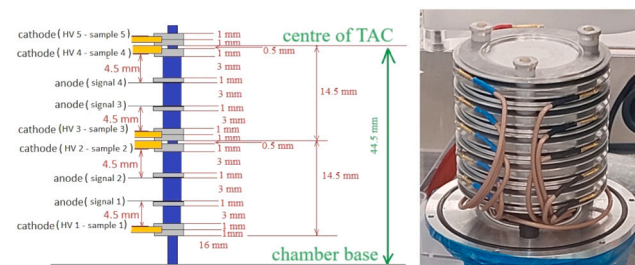 cathode (HV 5 - sample 5)
1 mm
centre of TAC
1 mm
cathode (HV 4 - sample 4)
0.5 mm
1 mm
4.5 mm
3 mm
anode (signal 4)
1 mm
14.5 mm
3 mm
anode (signal 3)
1 mm
4.5 mm
3 mm
cathode (HV 3 - sample 3)
1 mm
1 mm
44.5 mm
cathode (HV 2 - sample 2)
0.5 mm
1 mm
4.5 mm
3 mm
anode (signal 2)
1 mm
14.5 mm
3 mm
anode (signal 1)
1 mm
4.5 mm
3 mm
cathode (HV 1 - sample 1)
1 mm
1mm
16 mm
chamber base